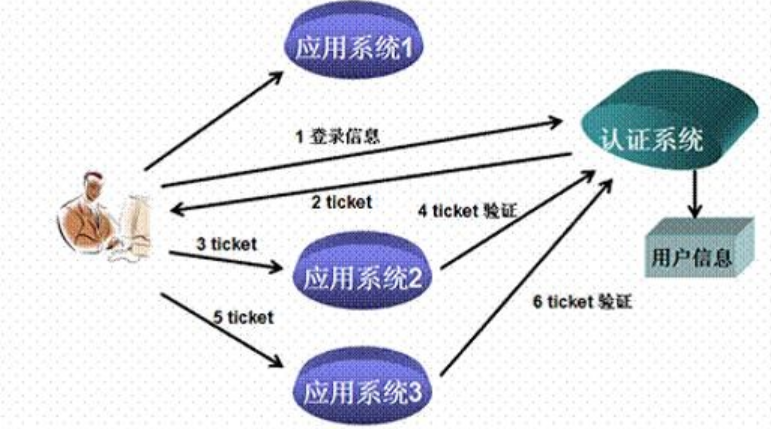 应用系统1
1 登录信息
认证系统
2 ticket
4 ticket 验证
3 ticket
应用系统2
用户信息
6 ticket 验证
5 ticket
应用系统3